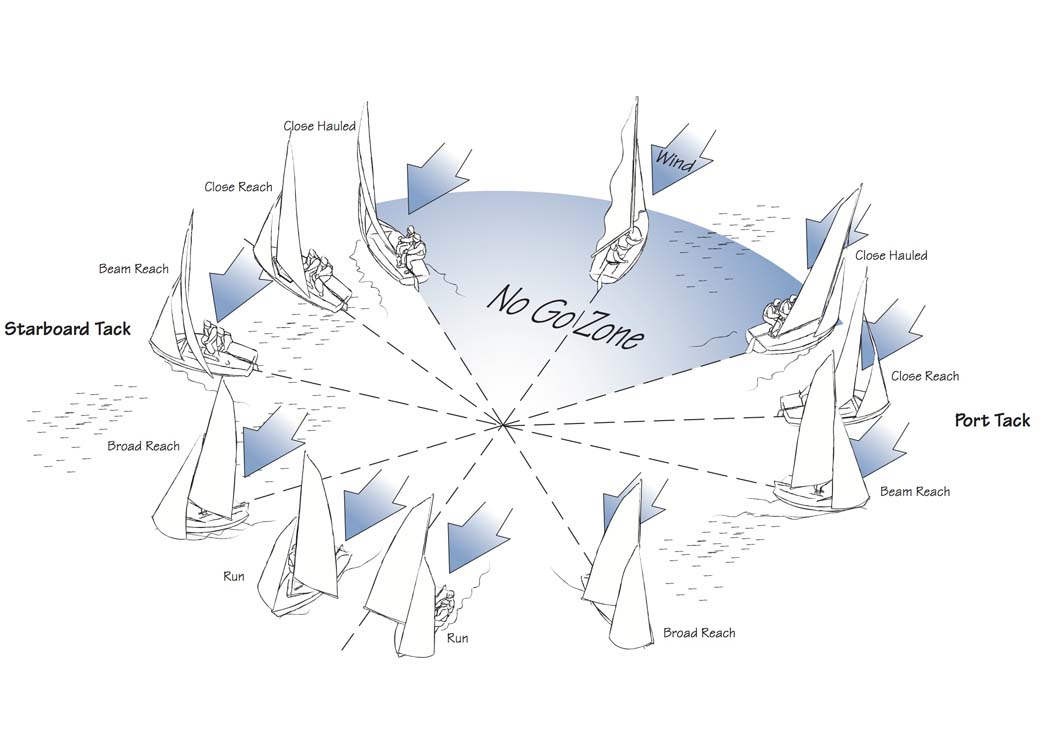 Close Hauled
Wind
Close Reach
Close Hauled
Beam Reach
No Go Zone
Starboard Tack
Close Reach
Port Tack
Broad Reach
Beam Reach
Run
Run
Broad Reach